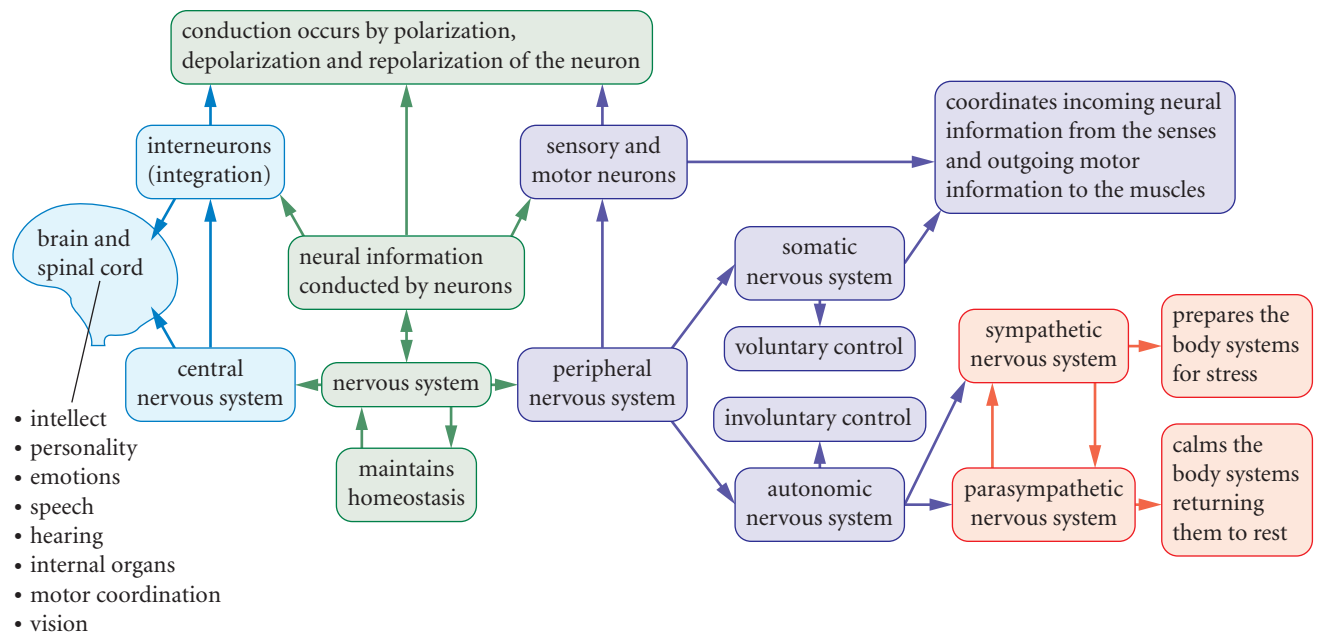 conduction occurs by polarization,
depolarization and repolarization of the neuron
interneurons
(integration)
sensory and
motor neurons
coordinates incoming neural
information from the senses
and outgoing motor
information to the muscles
brain and
spinal cord
neural information
conducted by neurons
somatic
nervous system
voluntary control
sympathetic
nervous system
prepares the
body systems
for stress
central
nervous system
nervous system
peripheral
nervous system
involuntary control
maintains
homeostasis
autonomic
nervous system
parasympathetic
nervous system
calms the
body systems
returning
them to rest
• intellect
• personality
• emotions
• speech
• hearing
• internal organs
• motor coordination
• vision